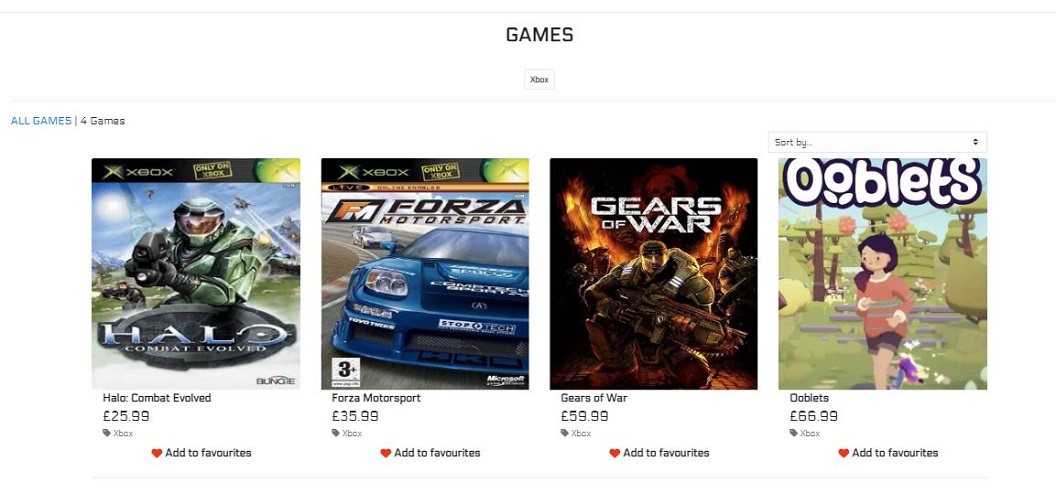 GAMES
Xbox
ALL GAMES | 4 Games
Sort by...
XBOX
ONLY ON XBOX
HALO
COMBAT EVOLVED
BUNGIE
Halo: Combat Evolved
£25.99
Xbox
Add to favourites
XBOX
ONLY ON XBOX
LIVE ONLINE ENABLED
FORZA
MOTORSPORT
STOPTECH
TOYO TIRES
3+
Microsoft
Forza Motorsport
£35.99
Xbox
Add to favourites
GEARS
OF WAR
Gears of War
£59.99
Xbox
Add to favourites
Ooblets
Ooblets
£66.99
Xbox
Add to favourites